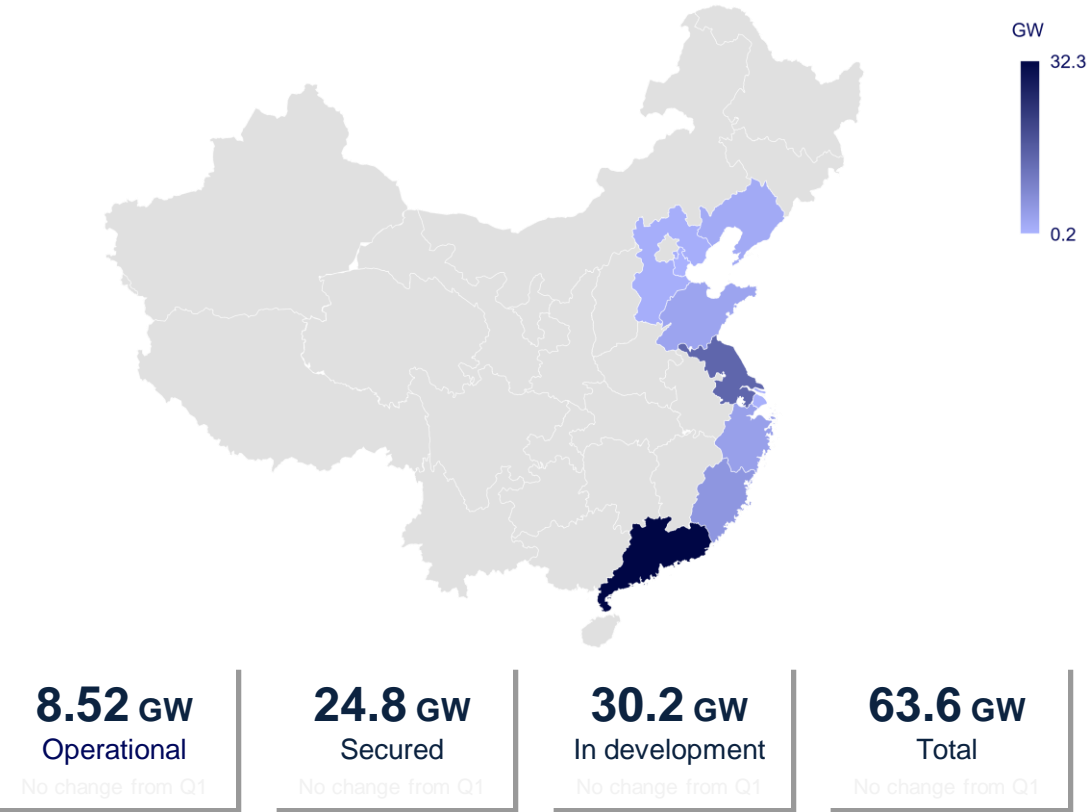 GW
32.3
0.2
8.52 GW
Operational
No change from Q1
24.8 GW
Secured
No change from Q1
30.2 GW
In development
No change from Q1
63.6 GW
Total
No change from Q1